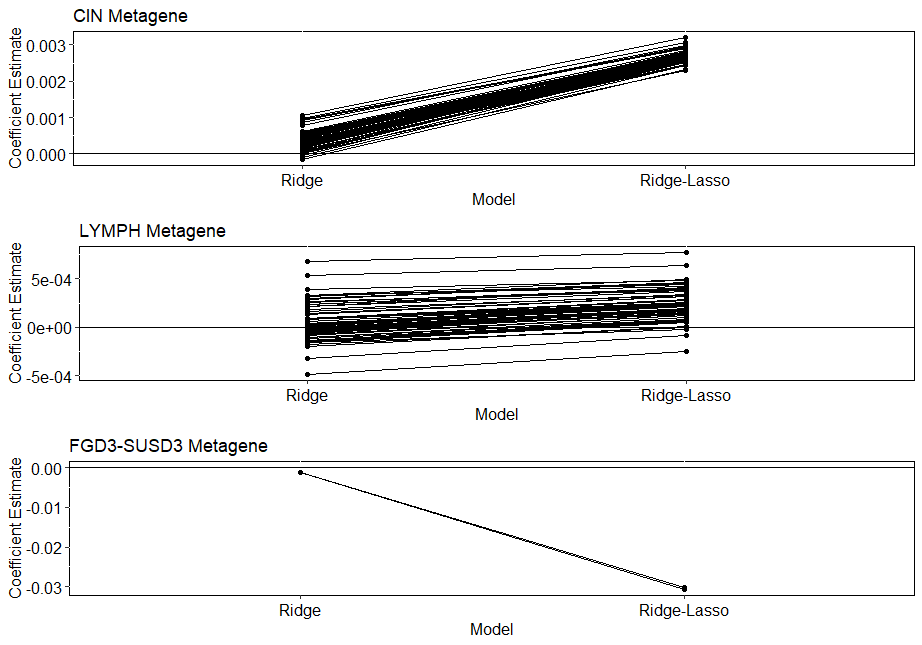 CIN Metagene
Coefficient Estimate
0.003
0.002
0.001
0.000
Ridge Ridge-Lasso
Model
LYMPH Metagene
Coefficient Estimate
5e-04
0e+00
-5e-04
Ridge Ridge-Lasso
Model
FGD3-SUSD3 Metagene
Coefficient Estimate
0.00
-0.01
-0.02
-0.03
Ridge Ridge-Lasso
Model